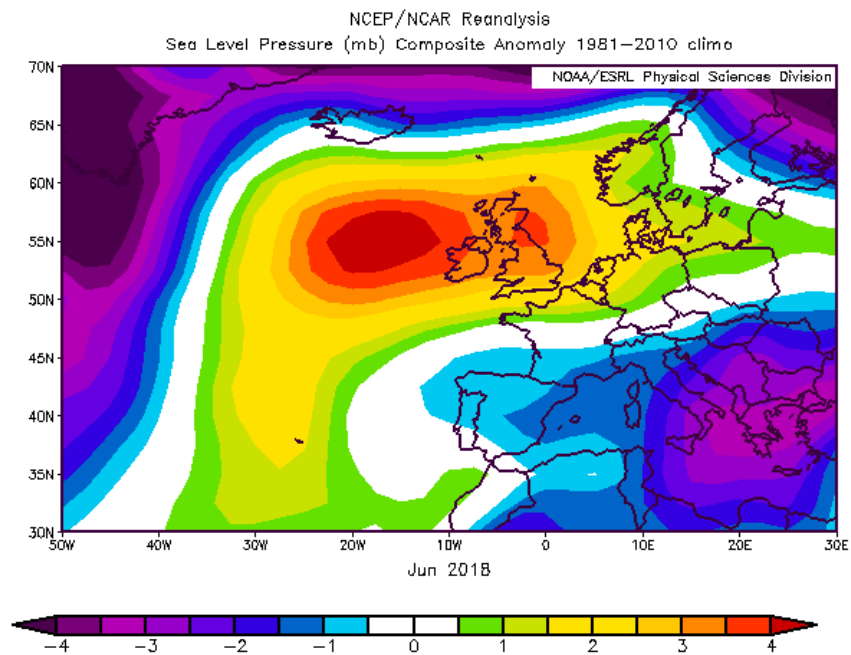 NCEP/NCAR Reanalysis
Sea Level Pressure (mb) Composite Anomaly 1981-2010 climo
NOAA/ESRL Physical Sciences Division
70N
65N
60N
55N
50N
45N
40N
35N
30N
50W 40W 30W 20W 10W 0 10E 20E 30E
Jun 2018
-4 -3 -2 -1 0 1 2 3 4